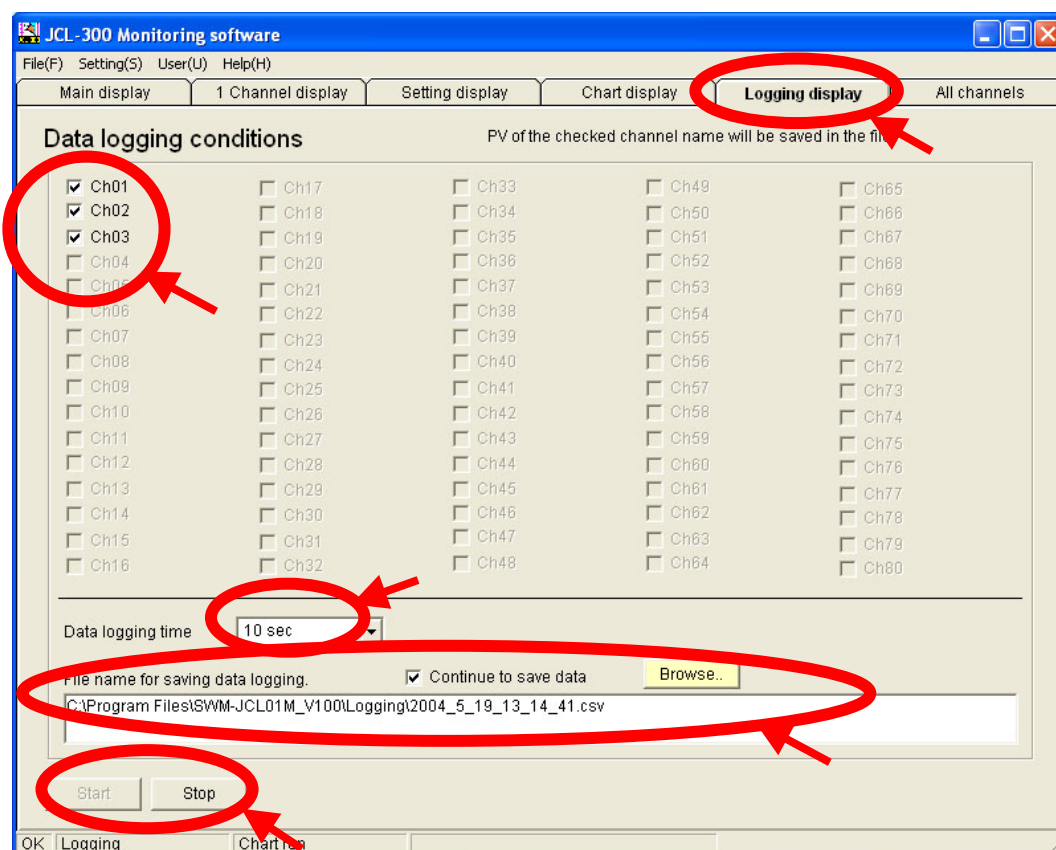 JCL-300 Monitoring software
File(F) Setting(S) User(U) Help(H)
Main display 1 Channel display Setting display Chart display Logging display All channels
Data logging conditions PV of the checked channel name will be saved in the
Ch01 Ch17 Ch33 Ch49 Ch65
Ch02 Ch18 Ch34 Ch50 Ch66
Ch03 Ch19 Ch35 Ch51 Ch67
Ch04 Ch20 Ch36 Ch52 Ch68
Ch05 Ch21 Ch37 Ch53 Ch69
Ch06 Ch22 Ch38 Ch54 Ch70
Ch07 Ch23 Ch39 Ch55 Ch71
Ch08 Ch24 Ch40 Ch56 Ch72
Ch09 Ch25 Ch41 Ch57 Ch73
Ch10 Ch26 Ch42 Ch58 Ch74
Ch11 Ch27 Ch43 Ch59 Ch75
Ch12 Ch28 Ch44 Ch60 Ch76
Ch13 Ch29 Ch45 Ch61 Ch77
Ch14 Ch30 Ch46 Ch62 Ch78
Ch15 Ch31 Ch47 Ch63 Ch79
Ch16 Ch32 Ch48 Ch64 Ch80
Data logging time 10 sec
File name for saving data logging. Continue to save data Browse..
C:\Program Files\SWM-JCL01M_V100\Logging\2004_5_19_13_14_41.csv
Start Stop
OK Logging Chart run